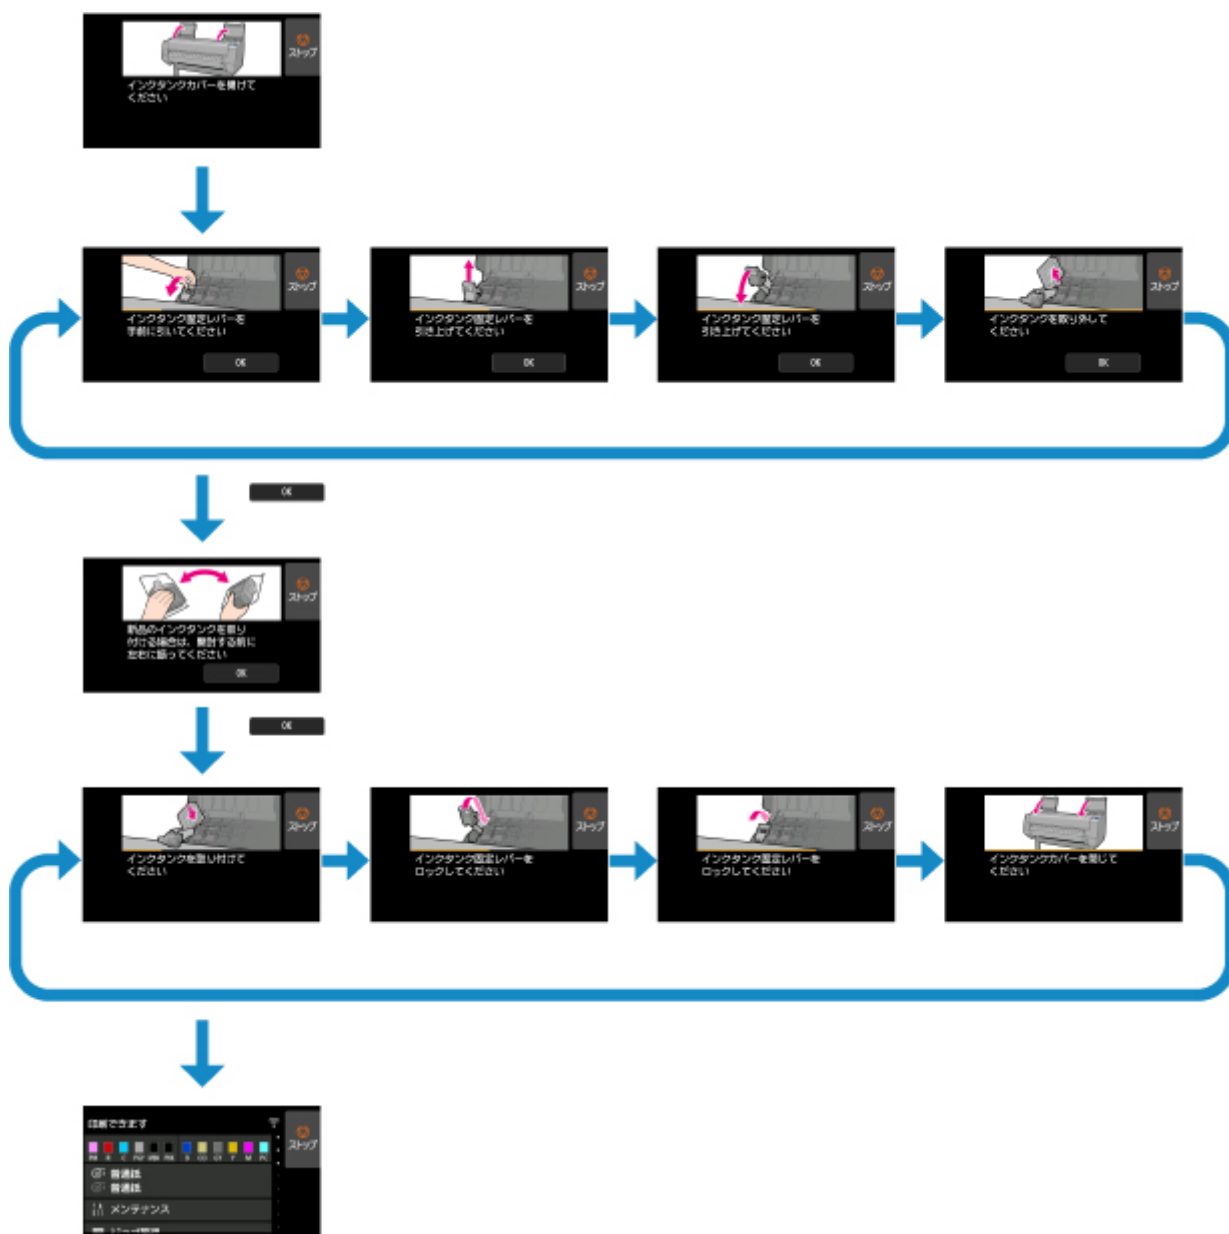 ストップ
インクタンクカバーを開けて
ください
ストップ
インクタンク固定レバーを
手前に引いてください
OK
ストップ
インクタンク固定レバーを
引き上げてください
OK
ストップ
インクタンク固定レバーを
引き上げてください
OK
ストップ
インクタンクを取り外して
ください
OK
OK
ストップ
新品のインクタンクを取り
付ける場合は、開封する前に
左右に振ってください
OK
OK
ストップ
インクタンクを取り付けて
ください
ストップ
インクタンク固定レバーを
ロックしてください
ストップ
インクタンク固定レバーを
ロックしてください
ストップ
インクタンクカバーを閉じて
ください
印刷できます
ストップ
PM R C PGY MBK PBK B CO GY Y M PC
普通紙
普通紙
メンテナンス